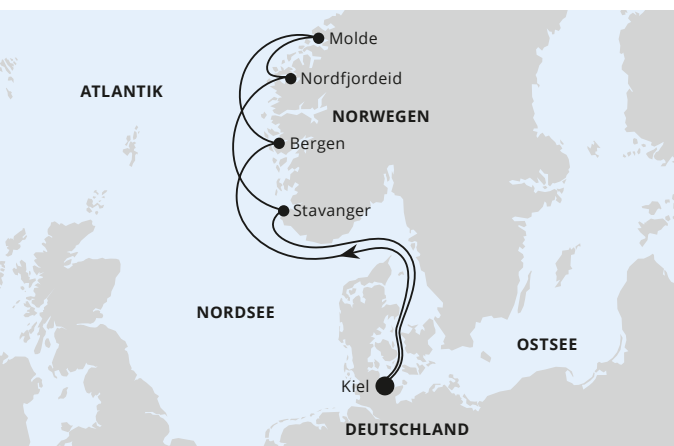 Molde
Nordfjordeid
ATLANTIK
NORWEGEN
Bergen
Stavanger
NORDSEE
OSTSEE
Kiel
DEUTSCHLAND